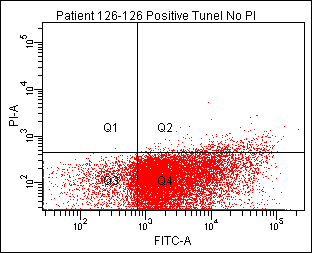 Patient 126-126 Positive Tunel No PI
10^5
PI-A
10^4
10^3
Q1 Q2
10^2
Q3 Q4
10^2 10^3 10^4 10^5
FITC-A